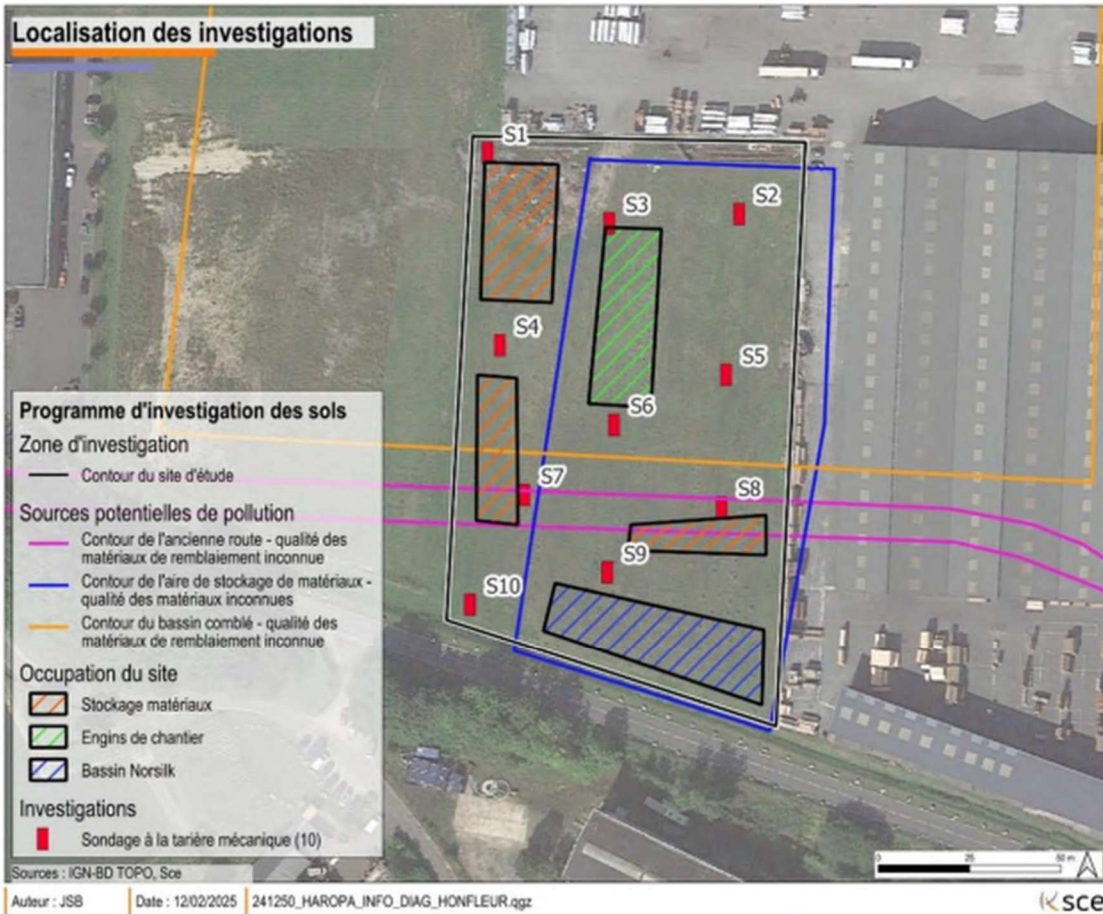 Localisation des investigations
S1
S2
S3
S4
S5
S6
S7
S8
S9
S10
Programme d'investigation des sols
Zone d'investigation
Contour du site d'étude
Sources potentielles de pollution
Contour de l'ancienne route - qualité des
matériaux de remblaiement inconnue
Contour de l'aire de stockage de matériaux -
qualité des matériaux inconnues
Contour du bassin comblé - qualité des
matériaux de remblaiement inconnue
Occupation du site
Stockage matériaux
Engins de chantier
Bassin Norsilk
Investigations
Sondage à la tarière mécanique (10)
Sources : IGN-BD TOPO, Sce
0 25 50 m
Auteur : JSB Date : 12/02/2025 241250_HAROPA_INFO_DIAG_HONFLEUR.qgz
sce